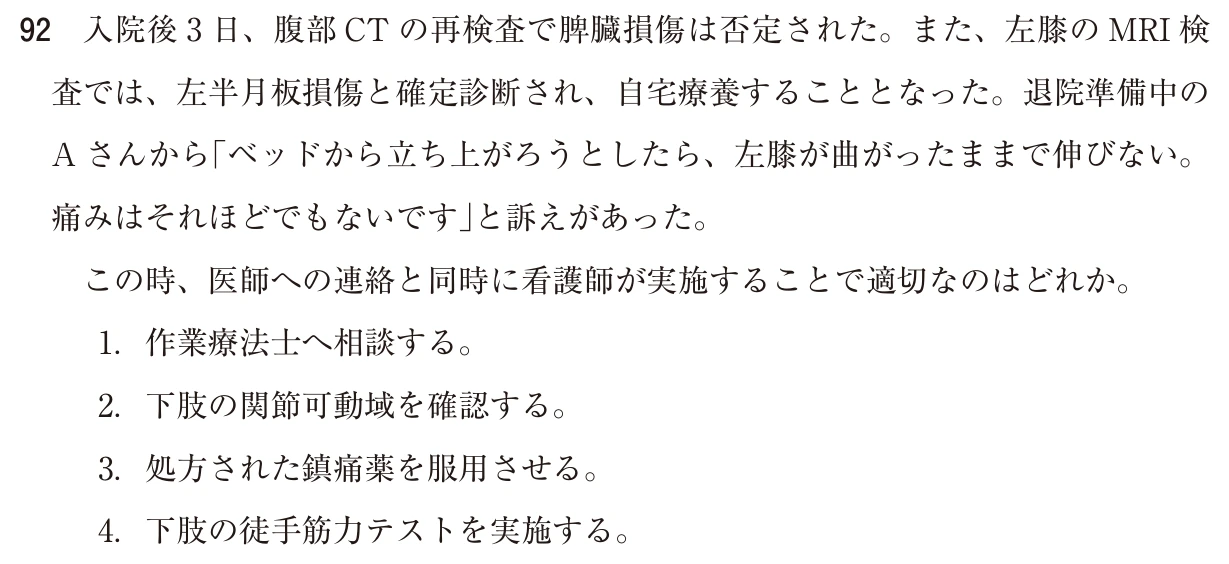 92　入院後 3 日、腹部 CT の再検査で脾臓損傷は否定された。また、左膝の MRI 検
査では、左半月板損傷と確定診断され、自宅療養することとなった。退院準備中の
A さんから｢ベッドから立ち上がろうとしたら、左膝が曲がったままで伸びない。
痛みはそれほどでもないです｣と訴えがあった。
この時、医師への連絡と同時に看護師が実施することで適切なのはどれか。
1. 作業療法士へ相談する。
2. 下肢の関節可動域を確認する。
3. 処方された鎮痛薬を服用させる。
4. 下肢の徒手筋力テストを実施する。